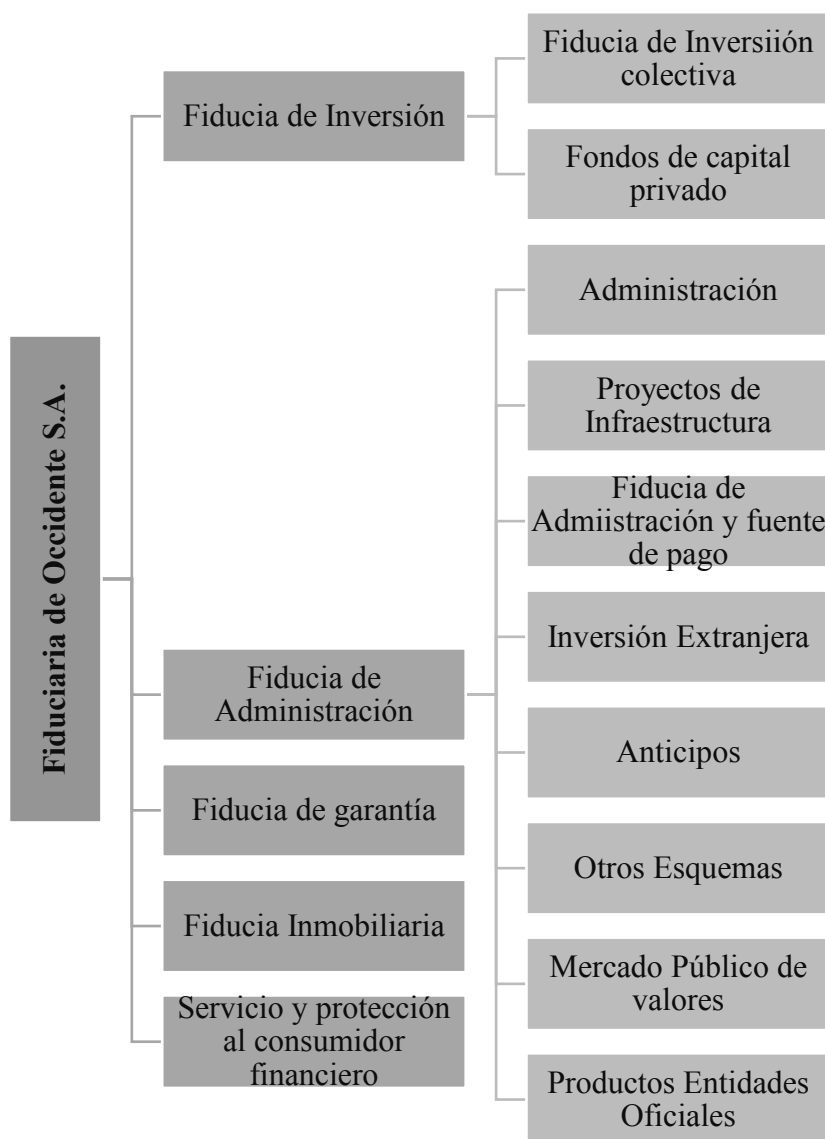 Fiduciaria de Occidente S.A.
Fiducia de Inversión
Fiducia de Inversiión
colectiva
Fondos de capital
privado
Fiducia de
Administración
Administración
Proyectos de
Infraestructura
Fiducia de
Admiistración y fuente
de pago
Inversión Extranjera
Anticipos
Otros Esquemas
Mercado Público de
valores
Productos Entidades
Oficiales
Fiducia de garantía
Fiducia Inmobiliaria
Servicio y protección
al consumidor
financiero